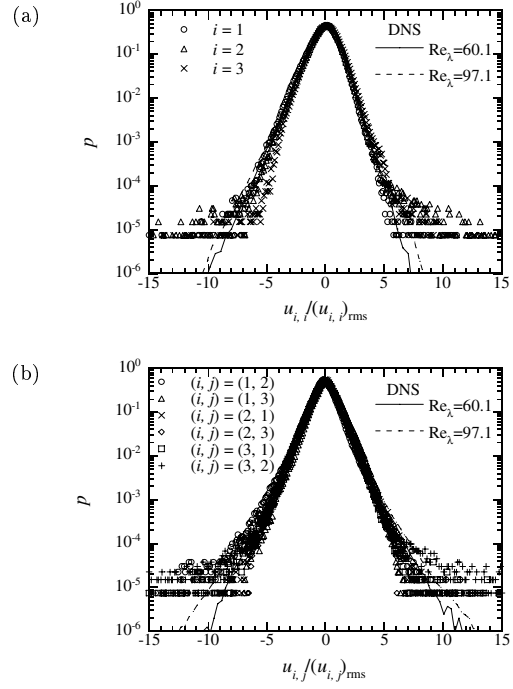 (a)
10^0
10^-1
10^-2
10^-3
10^-4
10^-5
10^-6
p
i = 1
i = 2
i = 3
DNS
Re_λ=60.1
Re_λ=97.1
-15 -10 -5 0 5 10 15
u_{i, i}/(u_{i, i})_rms
(b)
10^0
10^-1
10^-2
10^-3
10^-4
10^-5
10^-6
p
(i, j) = (1, 2)
(i, j) = (1, 3)
(i, j) = (2, 1)
(i, j) = (2, 3)
(i, j) = (3, 1)
(i, j) = (3, 2)
DNS
Re_λ=60.1
Re_λ=97.1
-15 -10 -5 0 5 10 15
u_{i, j}/(u_{i, j})_rms